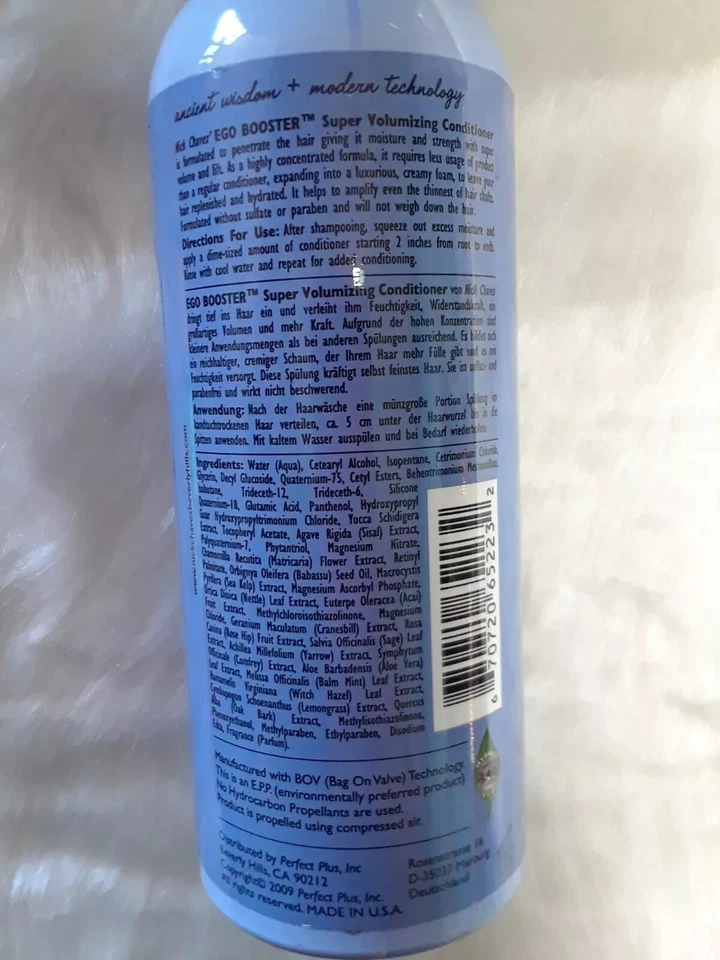 ancient wisdom + modern technology
Nick Chavez' EGO BOOSTER™ Super Volumizing Conditioner
is formulated to penetrate the hair giving it moisture and strength with super
volume and lift. As a highly concentrated formula, it requires less usage of product
than a regular conditioner, expanding into a luxurious, creamy foam, to leave your
hair replenished and hydrated. It helps to amplify even the thinnest of hair shafts.
Formulated without sulfate or paraben and will not weigh down the hair.
Directions For Use: After shampooing, squeeze out excess moisture and
apply a dime-sized amount of conditioner starting 2 inches from root to ends.
Rinse with cool water and repeat for added conditioning.
EGO BOOSTER™ Super Volumizing Conditioner von Nick Chavez
dringt tief ins Haar ein und verleiht ihm Feuchtigkeit, Widerstandskraft, ein
großartiges Volumen und mehr Kraft. Aufgrund der hohen Konzentration sind
kleinere Anwendungsmengen als bei anderen Spülungen ausreichend. Es bildet sich
ein reichhaltiger, cremiger Schaum, der Ihrem Haar mehr Fülle gibt und es mit
Feuchtigkeit versorgt. Diese Spülung kräftigt selbst feinstes Haar. Sie ist sulfat- und
parabenfrei und wirkt nicht beschwerend.
Anwendung: Nach der Haarwäsche eine münzgroße Portion Spülung in
handtuchtrockenen Haar verteilen, ca. 5 cm unter der Haarwurzel bis in die
Spitzen anwenden. Mit kaltem Wasser ausspülen und bei Bedarf wiederholen.
Ingredients: Water (Aqua), Cetearyl Alcohol, Isopentane, Cetrimonium Chloride,
Glycerin, Decyl Glucoside, Quaternium-75, Cetyl Esters, Behentrimonium Methosulfate,
Isobutane, Trideceth-12, Trideceth-6, Silicone
Quaternium-18, Glutamic Acid, Panthenol, Hydroxypropyl
Guar Hydroxypropyltrimonium Chloride, Yucca Schidigera
Extract, Tocopheryl Acetate, Agave Rigida (Sisal) Extract,
Polyquaternium-7, Phytantriol, Magnesium Nitrate,
Chamomilla Recutita (Matricaria) Flower Extract, Retinyl
Palmitate, Orbignya Oleifera (Babassu) Seed Oil, Macrocystis
Pyrifera (Sea Kelp) Extract, Magnesium Ascorbyl Phosphate,
Urtica Dioica (Nettle) Leaf Extract, Euterpe Oleracea (Acai)
Fruit Extract, Methylchloroisothiazolinone, Magnesium
Chloride, Geranium Maculatum (Cranesbill) Extract, Rosa
Canina (Rose Hip) Fruit Extract, Salvia Officinalis (Sage) Leaf
Extract, Achillea Millefolium (Yarrow) Extract, Symphytum
Officinale (Comfrey) Extract, Aloe Barbadensis (Aloe Vera)
Leaf Extract, Melissa Officinalis (Balm Mint) Leaf Extract,
Hamamelis Virginiana (Witch Hazel) Leaf Extract,
Cymbopogon Schoenanthus (Lemongrass) Extract, Quercus
Alba (Oak Bark) Extract, Methylisothiazolinone,
Phenoxyethanol, Methylparaben, Ethylparaben, Disodium
Edta, Fragrance (Parfum).
6 70720 65223 2
www.nickchavezbeverlyhills.com
Manufactured with BOV (Bag On Valve) Technology
This is an E.P.P. (environmentally preferred product)
No Hydrocarbon Propellants are used.
Product is propelled using compressed air.
Distributed by Perfect Plus, Inc
Beverly Hills, CA 90212
Copyright© 2009 Perfect Plus, Inc.
All rights reserved. MADE IN U.S.A.
Rosenstrasse 16
D-35037 Marburg
Deutschland